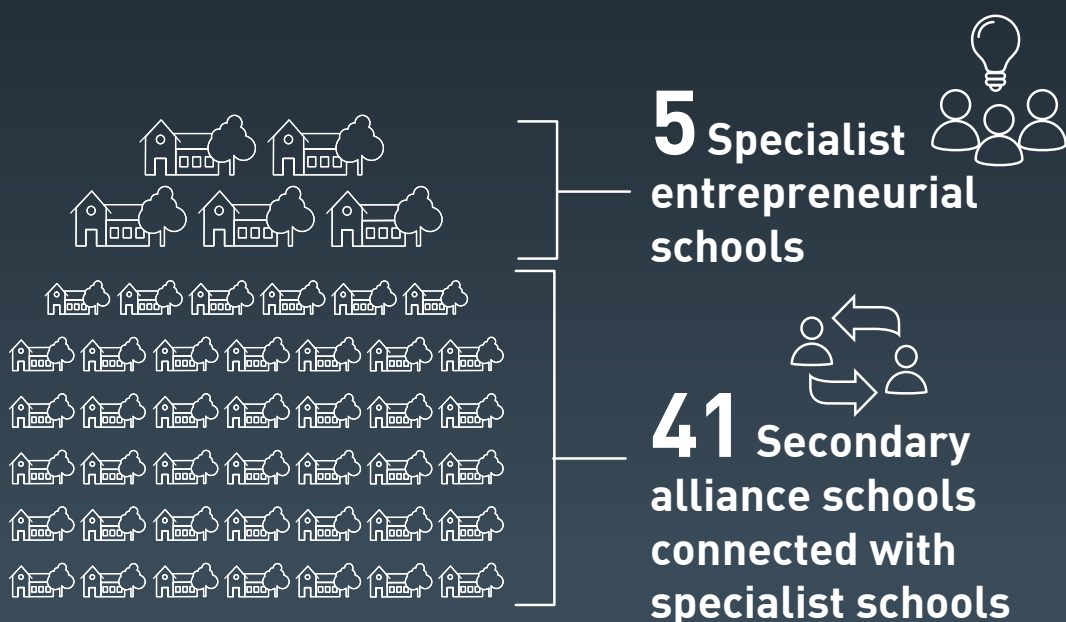 5 Specialist
entrepreneurial
schools
41 Secondary
alliance schools
connected with
specialist schools